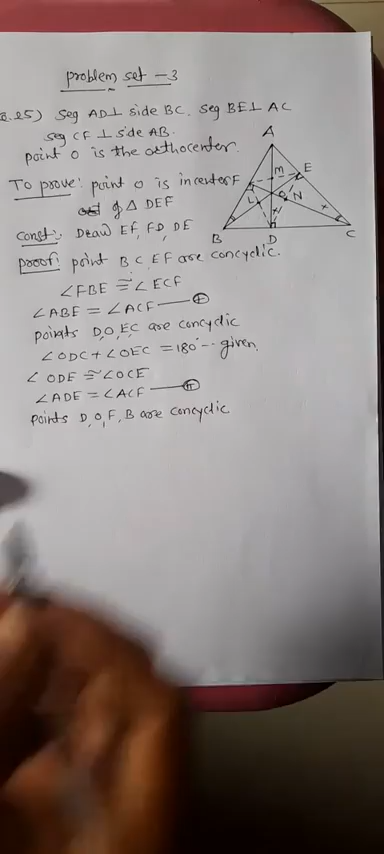 problem set -3
Q.25) Seg AD⊥ side BC, Seg BE⊥ AC
Seg CF ⊥ side AB.
point O is the orthocenter.
To prove: point O is incenter
of Δ DEF
Const: Draw EF, FD, DE
proof: point B C, EF are concyclic.
∠FBE ≅ ∠ECF
∠ABE = ∠ACF — I
points D, O, E C are concyclic
∠ODC + ∠OEC = 180° -- given.
∠ODE ≅ ∠OCE
∠ADE = ∠ACF — II
points D, O, F, B are concyclic
A
F
M
E
L
O
N
B
D
C